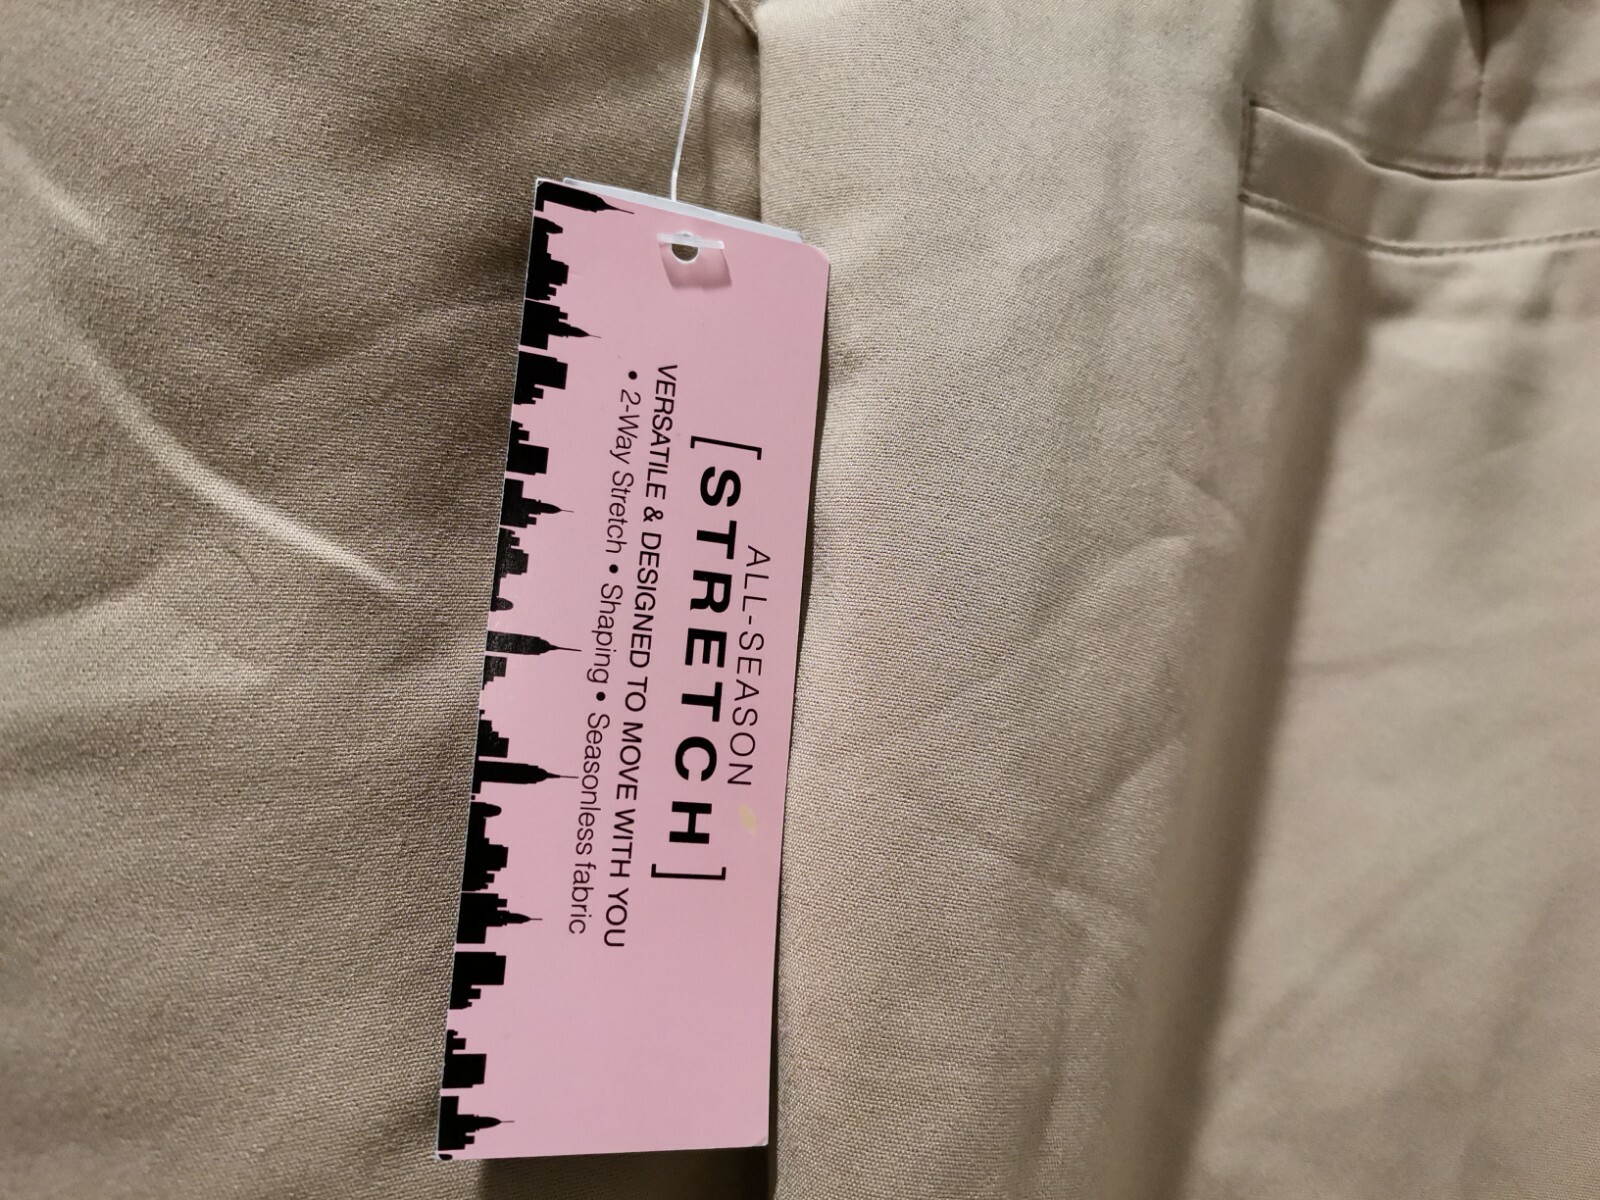 ALL-SEASON
[STRETCH]
VERSATILE & DESIGNED TO MOVE WITH YOU
• 2-Way Stretch • Shaping • Seasonless fabric